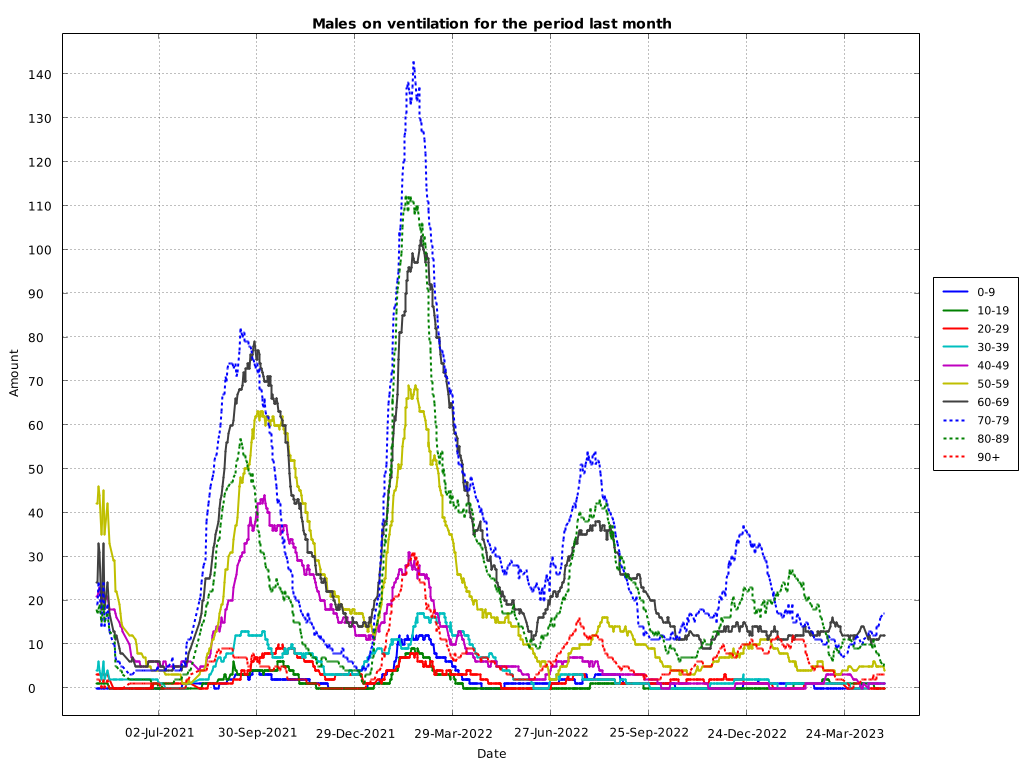 Males on ventilation for the period last month
Amount
140
130
120
110
100
90
80
70
60
50
40
30
20
10
0
02-Jul-2021
30-Sep-2021
29-Dec-2021
29-Mar-2022
27-Jun-2022
25-Sep-2022
24-Dec-2022
24-Mar-2023
Date
0-9
10-19
20-29
30-39
40-49
50-59
60-69
70-79
80-89
90+